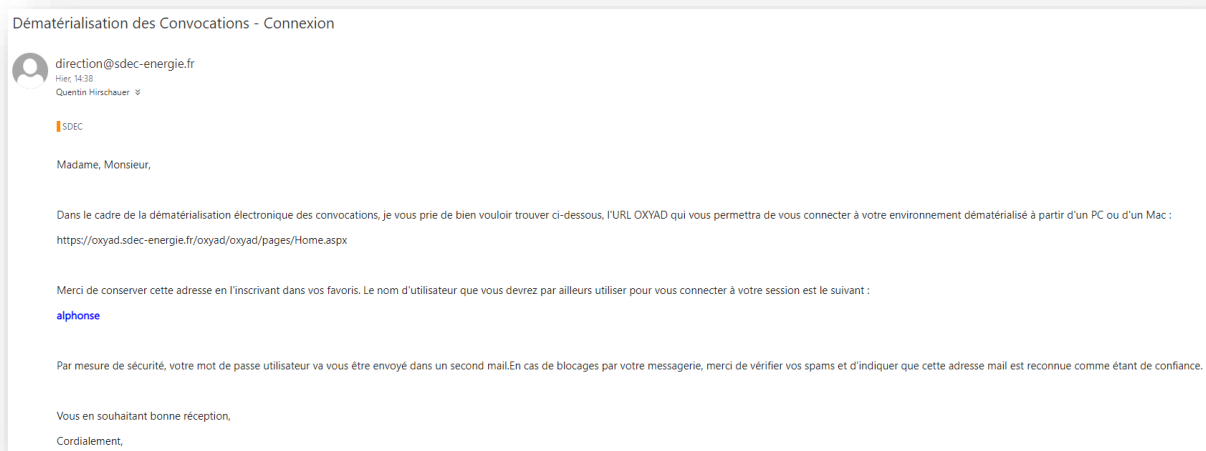 Dématérialisation des Convocations - Connexion
direction@sdec-energie.fr
Hier, 14:38
Quentin Hirschauer
SDEC
Madame, Monsieur,
Dans le cadre de la dématérialisation électronique des convocations, je vous prie de bien vouloir trouver ci-dessous, l'URL OXYAD qui vous permettra de vous connecter à votre environnement dématérialisé à partir d'un PC ou d'un Mac :
https://oxyad.sdec-energie.fr/oxyad/oxyad/pages/Home.aspx
Merci de conserver cette adresse en l'inscrivant dans vos favoris. Le nom d'utilisateur que vous devrez par ailleurs utiliser pour vous connecter à votre session est le suivant :
alphonse
Par mesure de sécurité, votre mot de passe utilisateur va vous être envoyé dans un second mail.En cas de blocages par votre messagerie, merci de vérifier vos spams et d'indiquer que cette adresse mail est reconnue comme étant de confiance.
Vous en souhaitant bonne réception,
Cordialement,